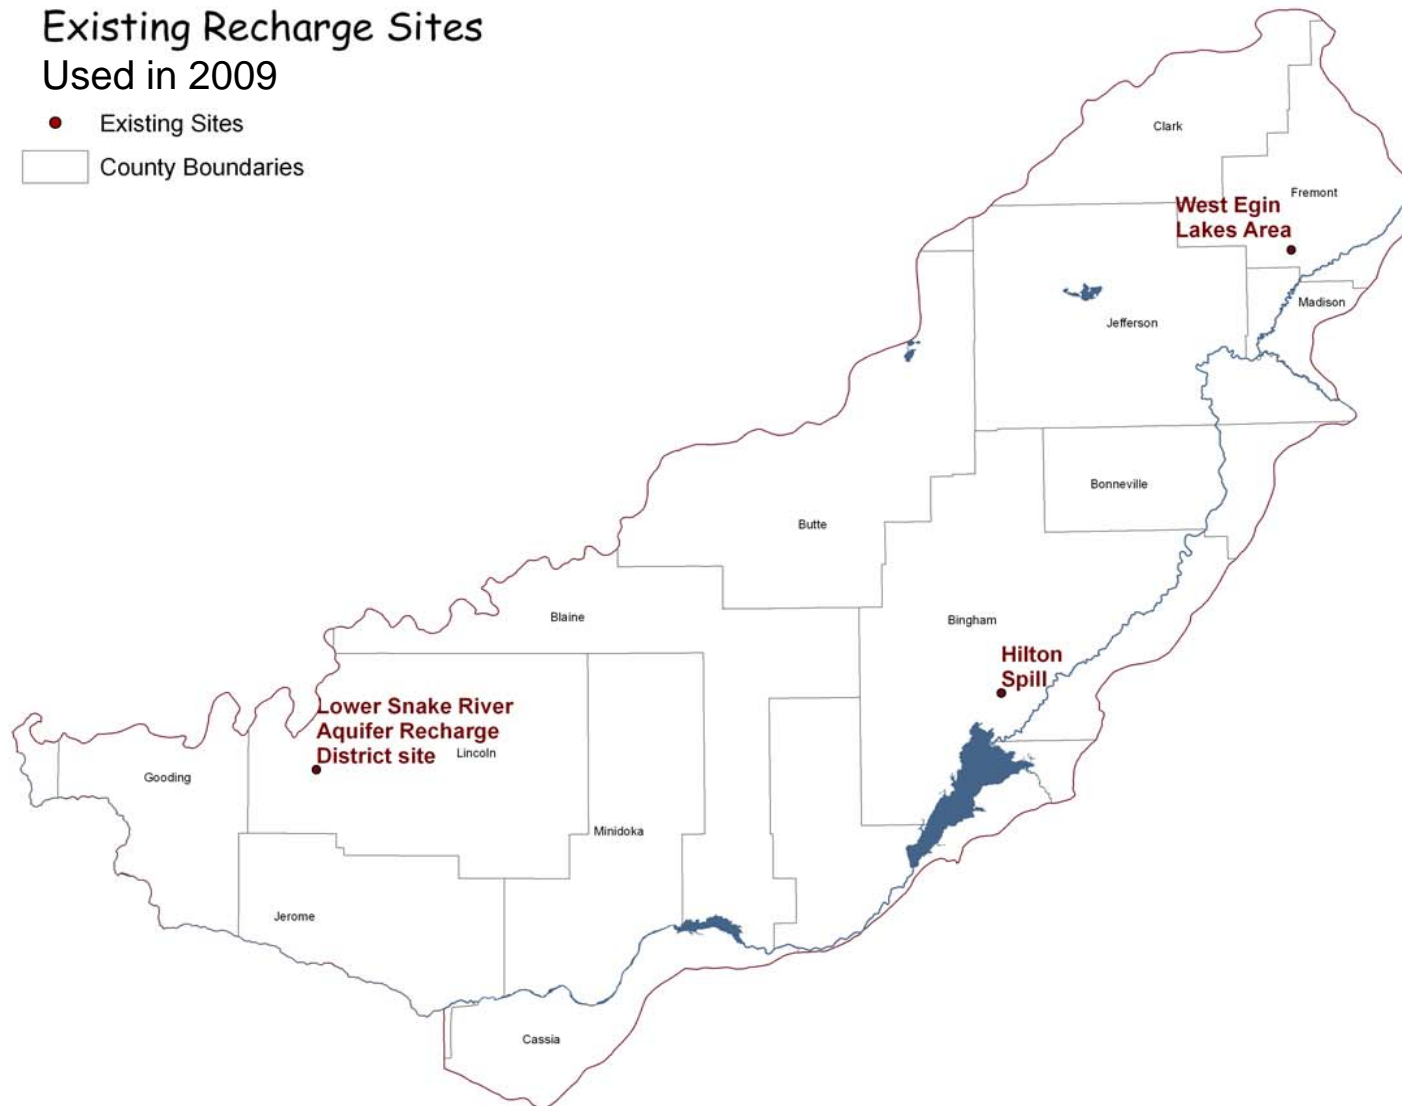 Existing Recharge Sites
Used in 2009
Existing Sites
County Boundaries
Clark
Fremont
West Egin
Lakes Area
Madison
Jefferson
Bonneville
Butte
Blaine
Bingham
Hilton
Spill
Lower Snake River
Aquifer Recharge
District site
Lincoln
Gooding
Minidoka
Jerome
Cassia